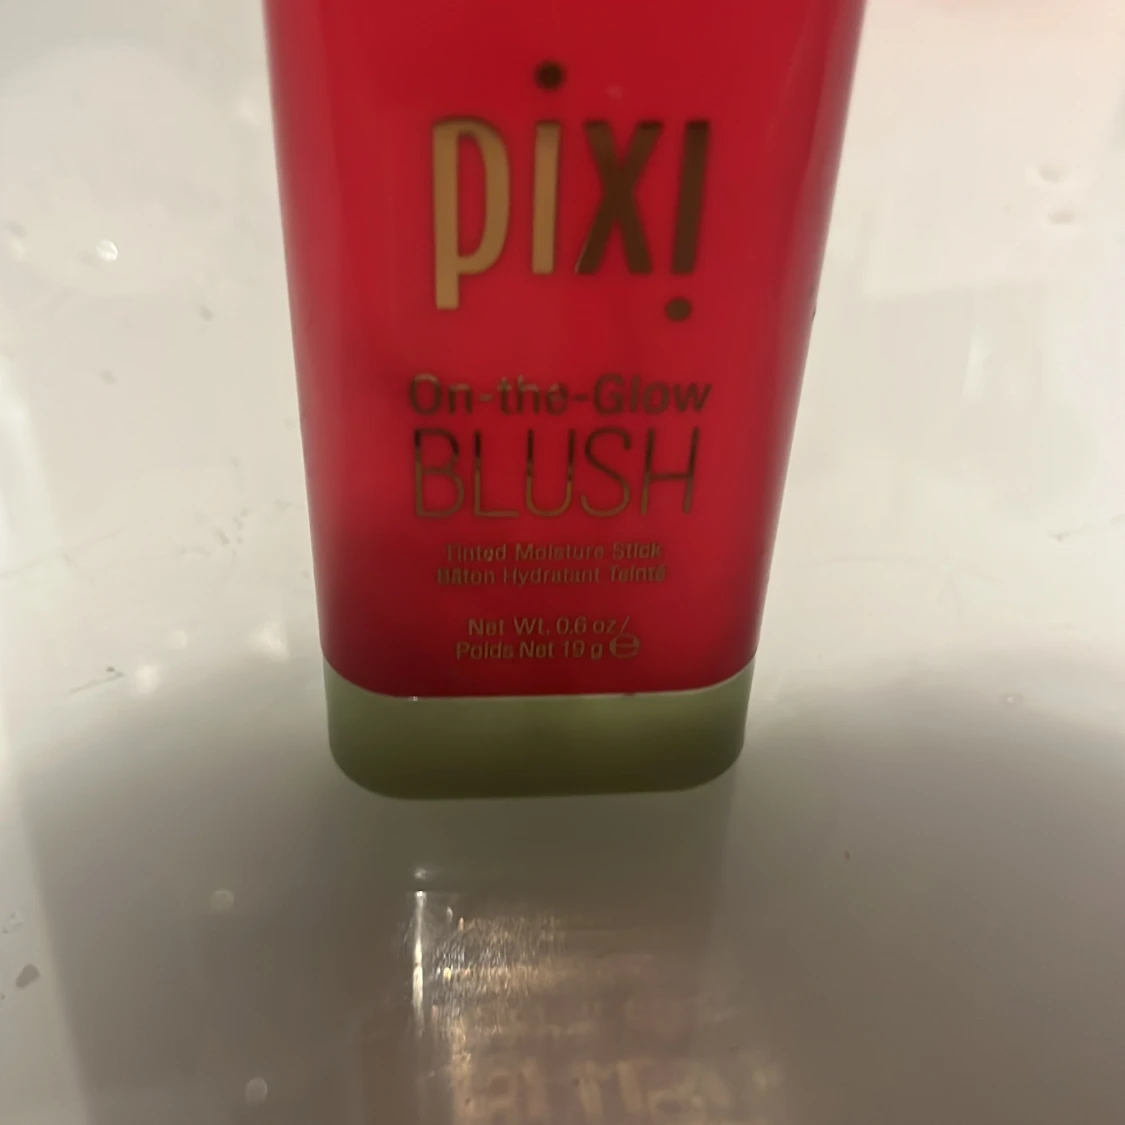 pixi
On-the-Glow
BLUSH
Tinted Moisture Stick
Bâton Hydratant Teinté
Net Wt. 0.6 oz/
Poids Net 19 g ℮